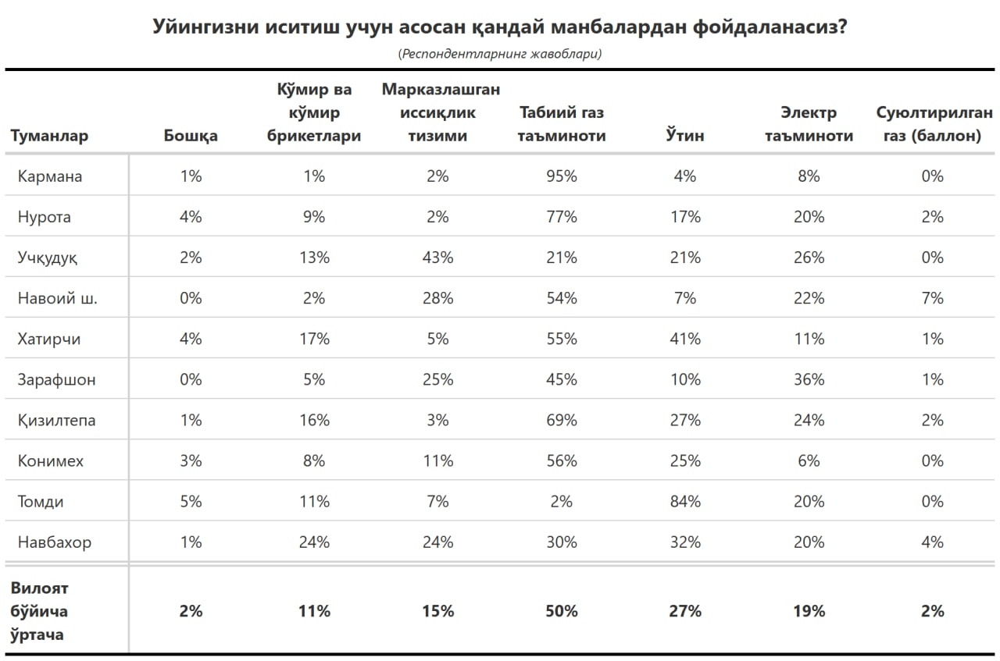 Уйингизни иситиш учун асосан қандай манбалардан фойдаланасиз?
(Респондентларнинг жавоблари)
Туманлар Бошқа Кўмир ва кўмир брикетлари Марказлашган иссиқлик тизими Табиий газ таъминоти Ўтин Электр таъминоти Суюлтирилган газ (баллон)
Кармана 1% 1% 2% 95% 4% 8% 0%
Нурота 4% 9% 2% 77% 17% 20% 2%
Учқудуқ 2% 13% 43% 21% 21% 26% 0%
Навоий ш. 0% 2% 28% 54% 7% 22% 7%
Хатирчи 4% 17% 5% 55% 41% 11% 1%
Зарафшон 0% 5% 25% 45% 10% 36% 1%
Қизилтепа 1% 16% 3% 69% 27% 24% 2%
Конимех 3% 8% 11% 56% 25% 6% 0%
Томди 5% 11% 7% 2% 84% 20% 0%
Навбахор 1% 24% 24% 30% 32% 20% 4%
Вилоят бўйича ўртача 2% 11% 15% 50% 27% 19% 2%